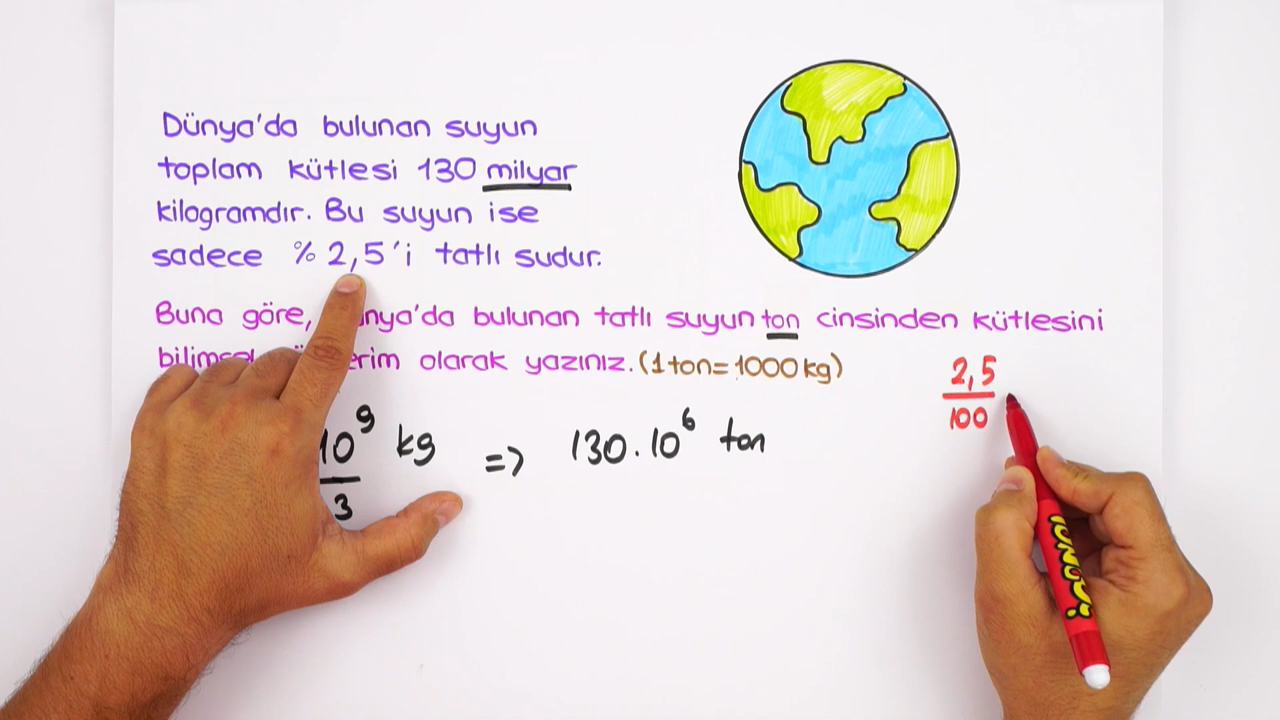 Dünya'da bulunan suyun
toplam kütlesi 130 milyar
kilogramdır. Bu suyun ise
sadece % 2,5'i tatlı sudur.
Buna göre, nya'da bulunan tatlı suyun ton cinsinden kütlesini
olarak yazınız. (1 ton = 1000 kg)
2,5
100
10⁹ kg => 130.10⁶ ton
3